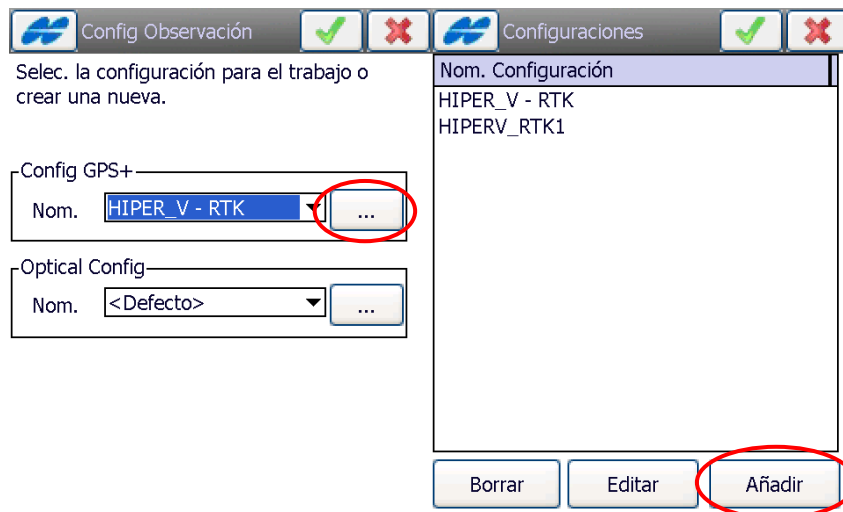 Config Observación
Selec. la configuración para el trabajo o
crear una nueva.
Config GPS+
Nom. HIPER_V - RTK ...
Optical Config
Nom. <Defecto> ...
Configuraciones
Nom. Configuración
HIPER_V - RTK
HIPERV_RTK1
Borrar Editar Añadir